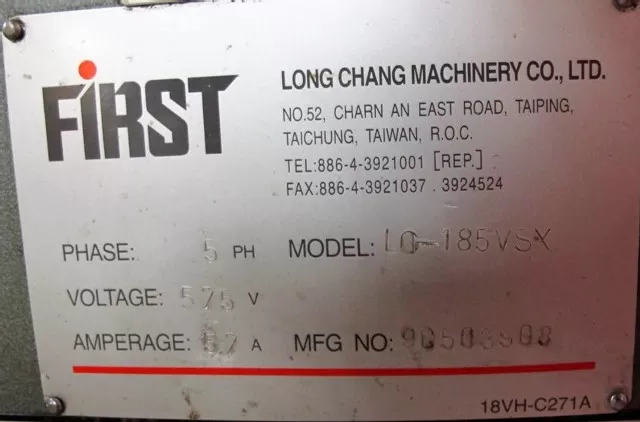 FIRST
LONG CHANG MACHINERY CO., LTD.
NO.52, CHARN AN EAST ROAD, TAIPING,
TAICHUNG, TAIWAN, R.O.C.
TEL:886-4-3921001 [REP.]
FAX:886-4-3921037 . 3924524
PHASE: PH MODEL:
VOLTAGE: 575 V
AMPERAGE: A MFG NO:
18VH-C271A